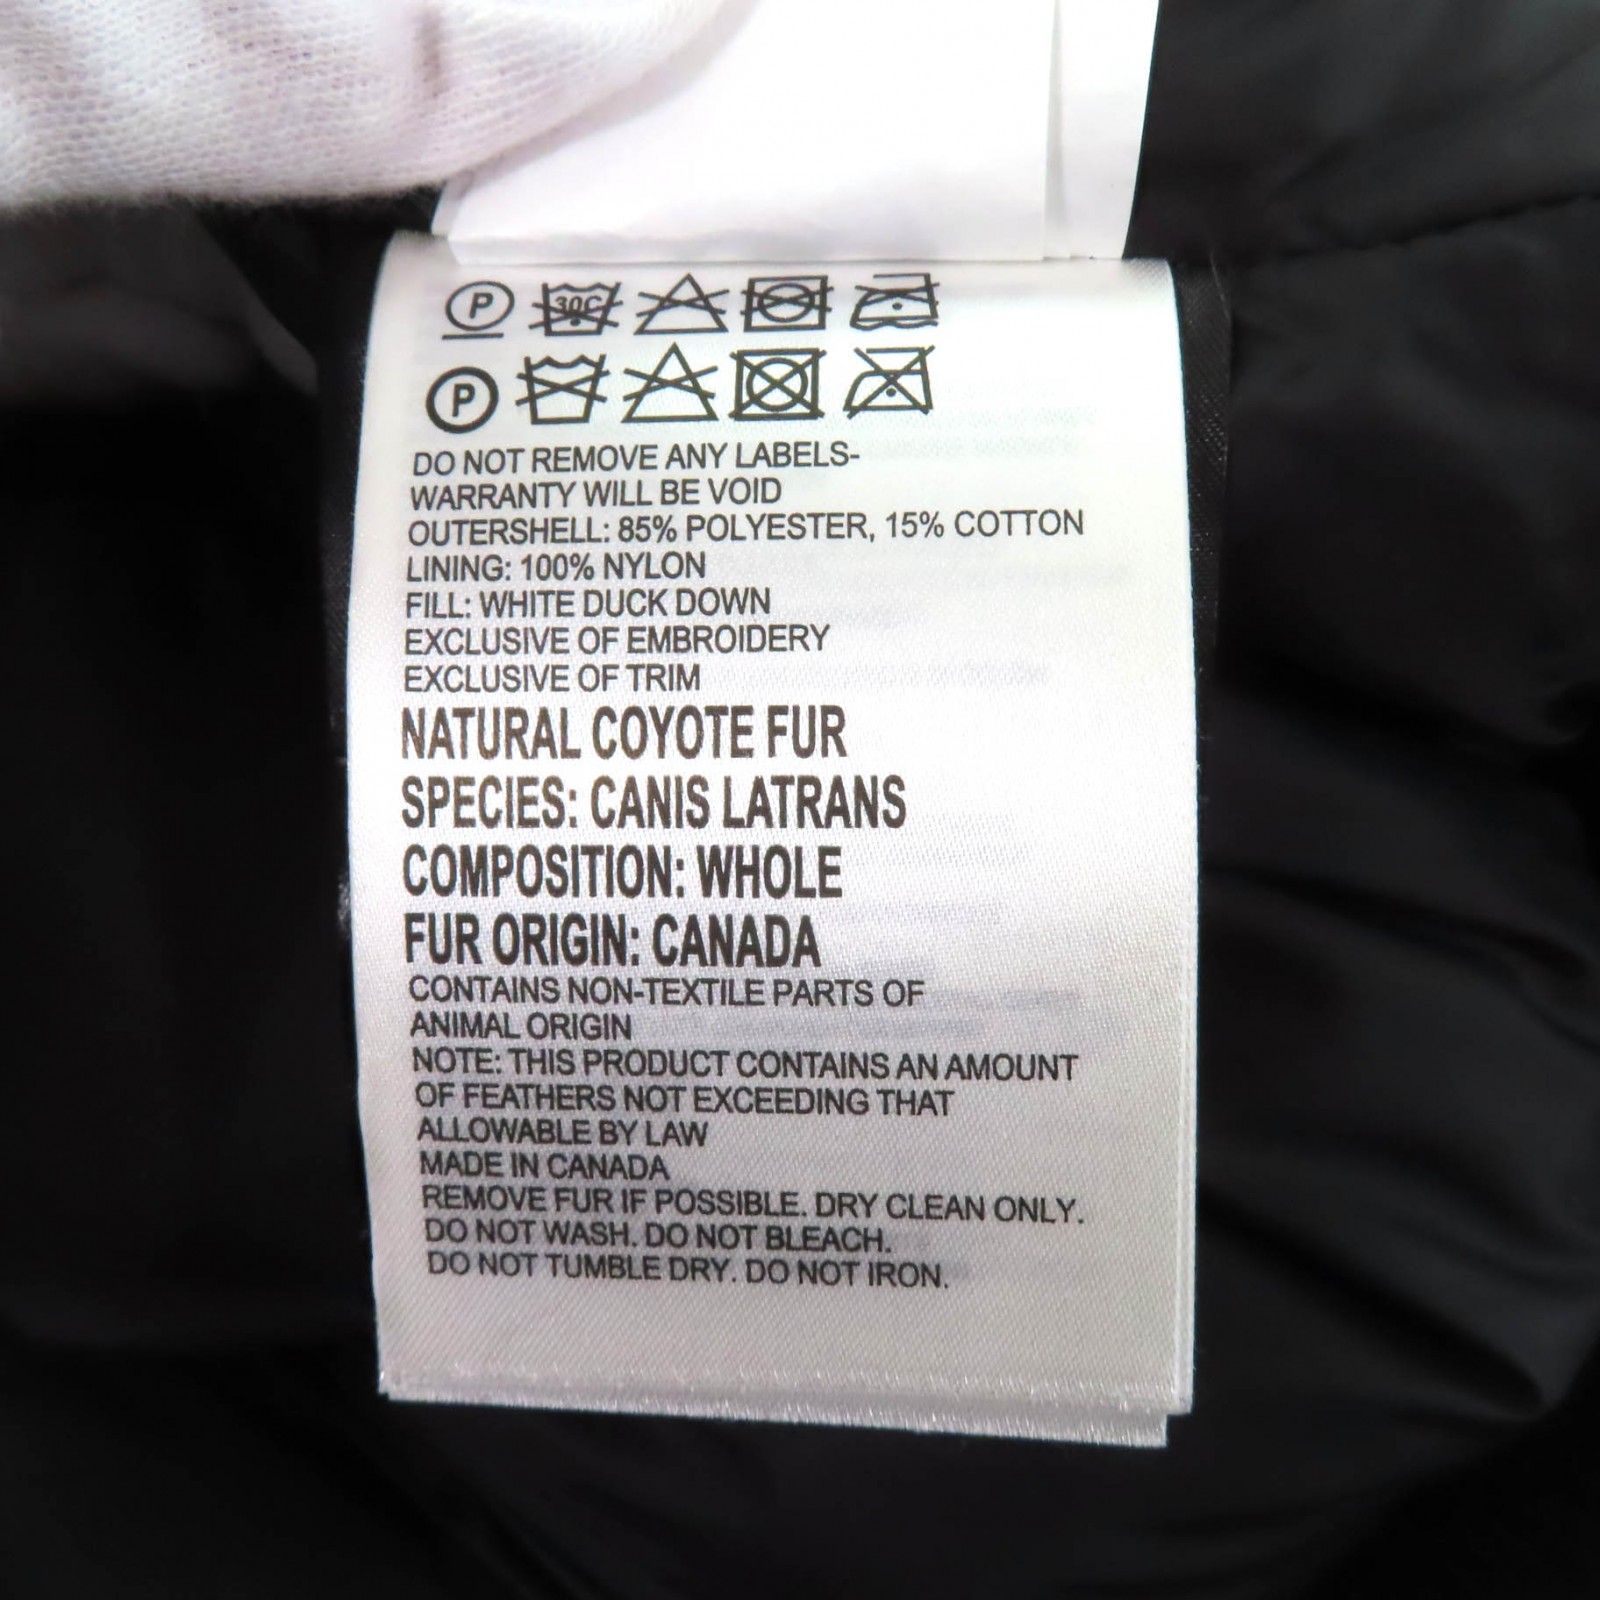 P 30C
P
DO NOT REMOVE ANY LABELS-
WARRANTY WILL BE VOID
OUTERSHELL: 85% POLYESTER, 15% COTTON
LINING: 100% NYLON
FILL: WHITE DUCK DOWN
EXCLUSIVE OF EMBROIDERY
EXCLUSIVE OF TRIM
NATURAL COYOTE FUR
SPECIES: CANIS LATRANS
COMPOSITION: WHOLE
FUR ORIGIN: CANADA
CONTAINS NON-TEXTILE PARTS OF
ANIMAL ORIGIN
NOTE: THIS PRODUCT CONTAINS AN AMOUNT
OF FEATHERS NOT EXCEEDING THAT
ALLOWABLE BY LAW
MADE IN CANADA
REMOVE FUR IF POSSIBLE. DRY CLEAN ONLY.
DO NOT WASH. DO NOT BLEACH.
DO NOT TUMBLE DRY. DO NOT IRON.